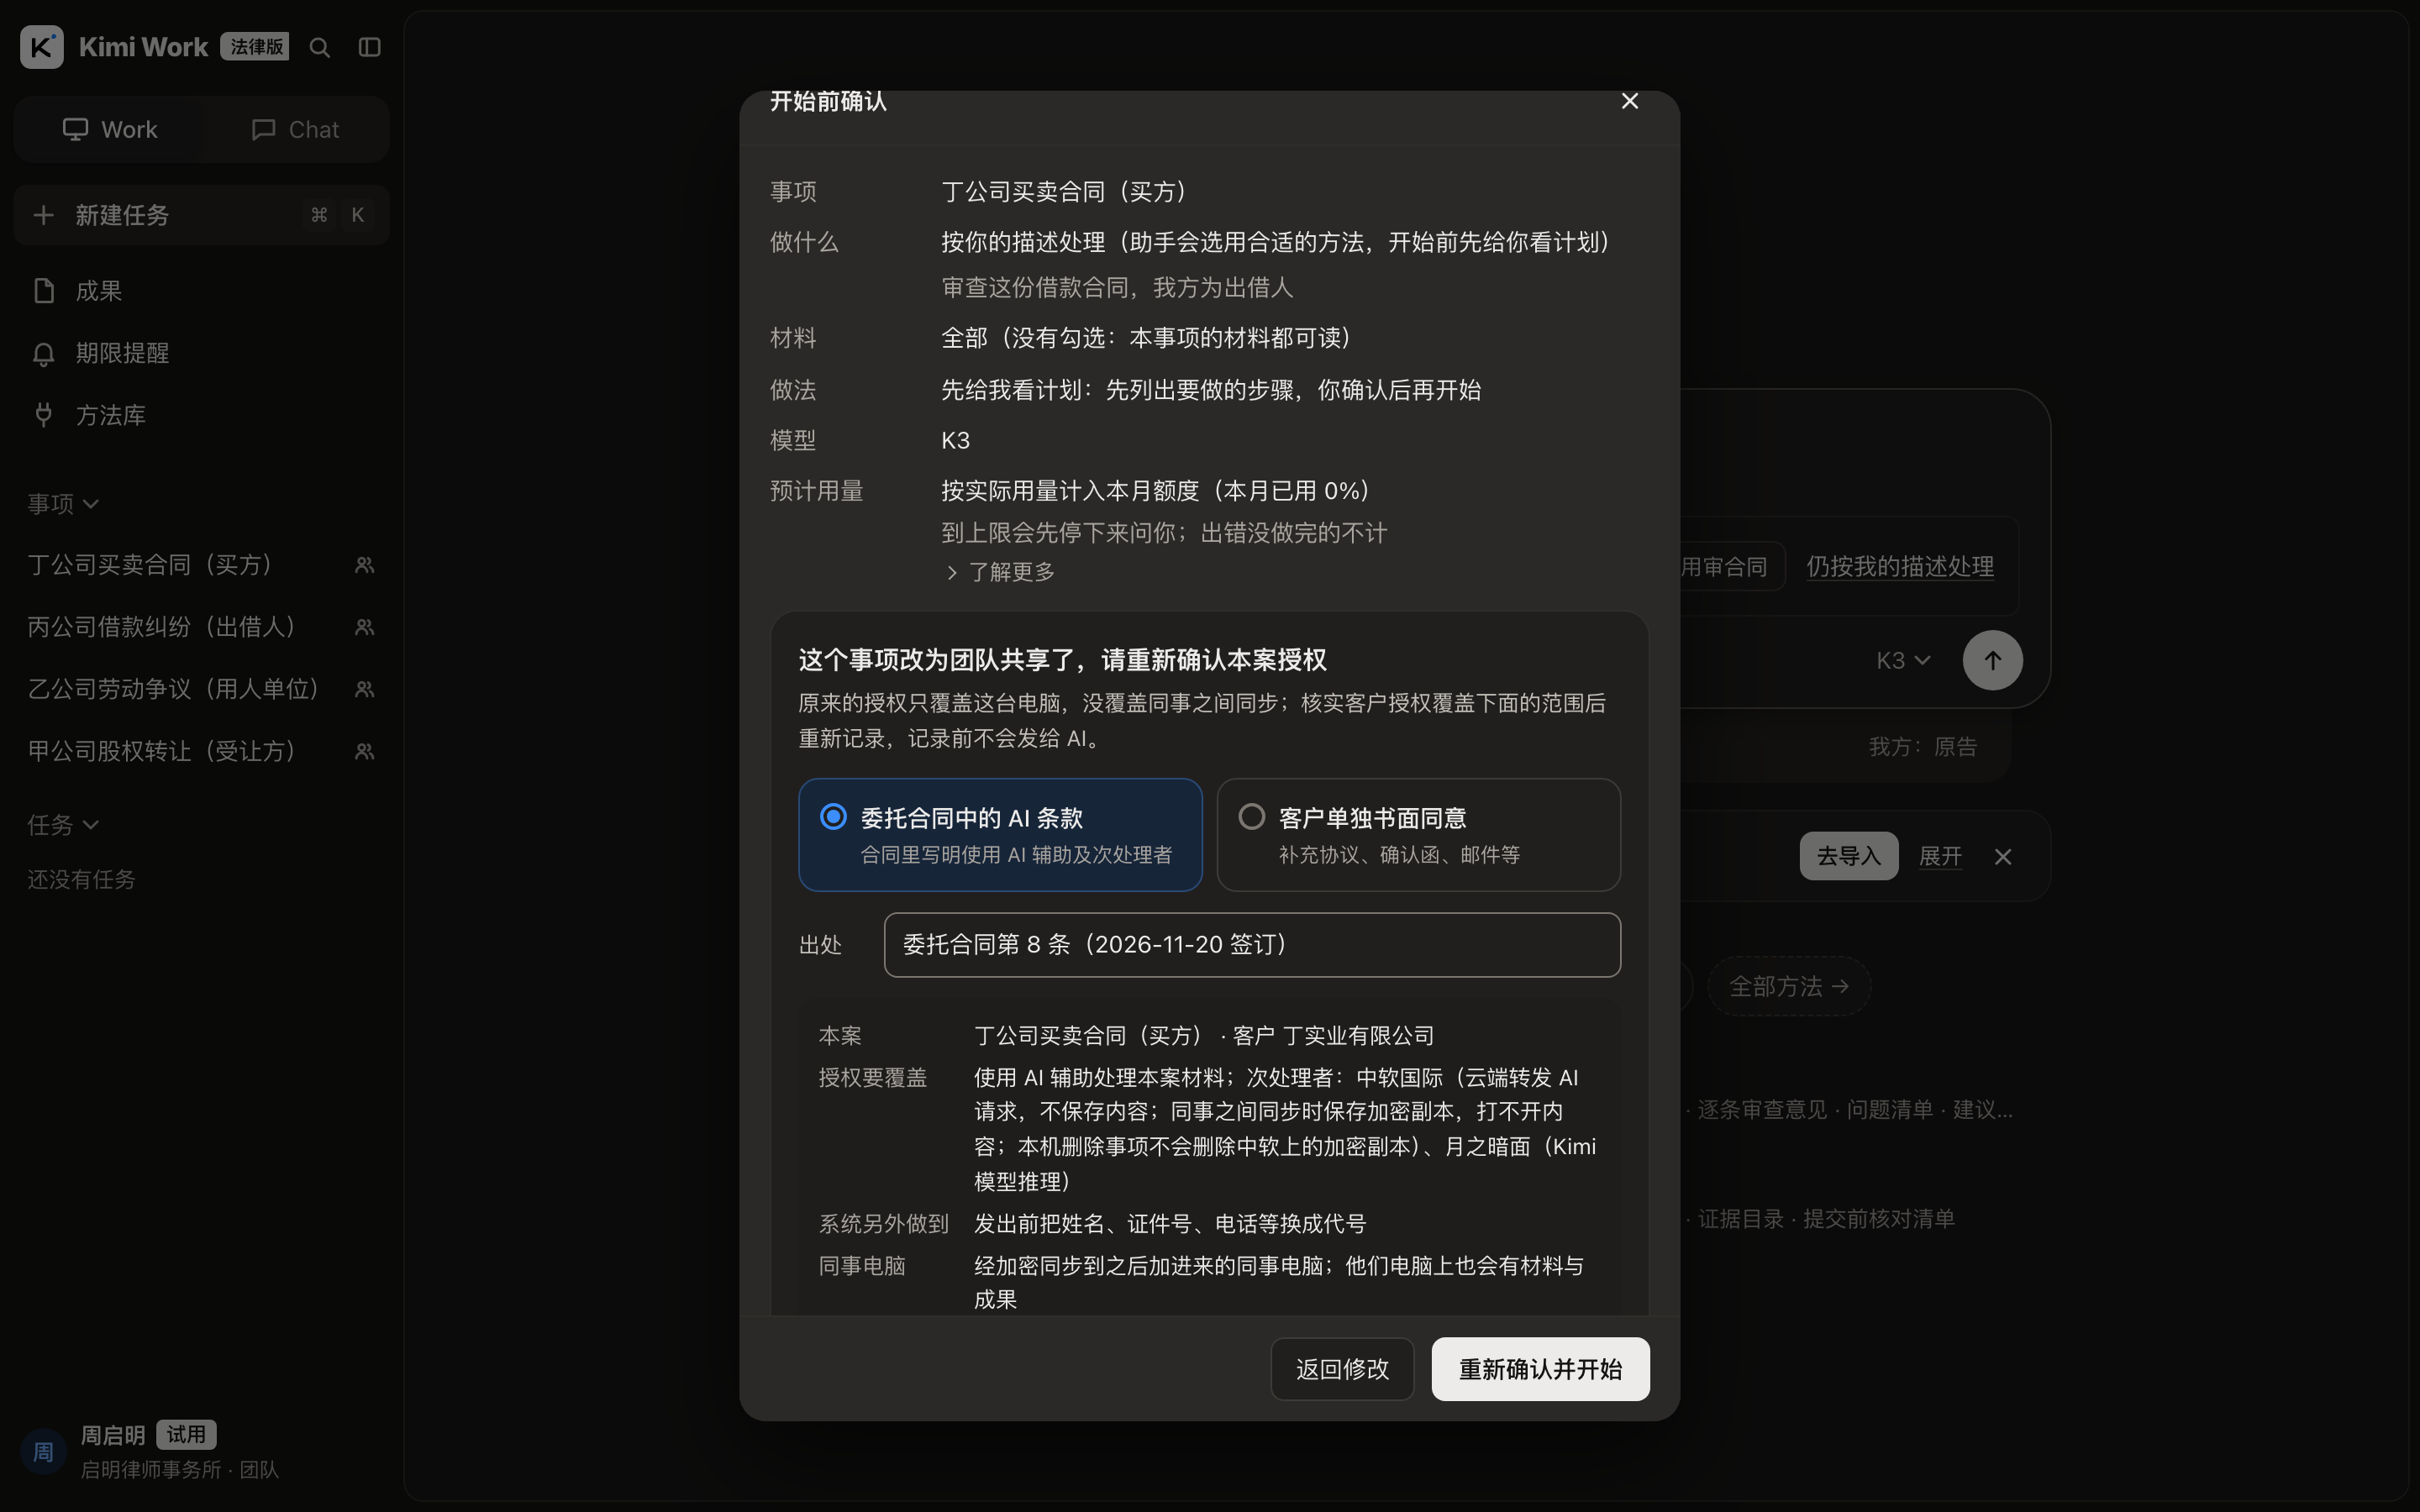 Kimi Work 法律版
Work
Chat
新建任务 ⌘ K
成果
期限提醒
方法库
事项
丁公司买卖合同（买方）
丙公司借款纠纷（出借人）
乙公司劳动争议（用人单位）
甲公司股权转让（受让方）
任务
还没有任务
周 周启明 试用
启明律师事务所 · 团队
开始前确认
事项 丁公司买卖合同（买方）
做什么 按你的描述处理（助手会选用合适的方法，开始前先给你看计划）
审查这份借款合同，我方为出借人
材料 全部（没有勾选：本事项的材料都可读）
做法 先给我看计划：先列出要做的步骤，你确认后再开始
模型 K3
预计用量 按实际用量计入本月额度（本月已用 0%）
到上限会先停下来问你；出错没做完的不计
了解更多
这个事项改为团队共享了，请重新确认本案授权
原来的授权只覆盖这台电脑，没覆盖同事之间同步；核实客户授权覆盖下面的范围后
重新记录，记录前不会发给 AI。
委托合同中的 AI 条款
合同里写明使用 AI 辅助及次处理者
客户单独书面同意
补充协议、确认函、邮件等
出处 委托合同第 8 条（2026-11-20 签订）
本案 丁公司买卖合同（买方） · 客户 丁实业有限公司
授权要覆盖 使用 AI 辅助处理本案材料；次处理者：中软国际（云端转发 AI
请求，不保存内容；同事之间同步时保存加密副本，打不开内
容；本机删除事项不会删除中软上的加密副本）、月之暗面（Kimi
模型推理）
系统另外做到 发出前把姓名、证件号、电话等换成代号
同事电脑 经加密同步到之后加进来的同事电脑；他们电脑上也会有材料与
成果
返回修改
重新确认并开始
用审合同
仍按我的描述处理
K3
我方：原告
去导入
展开
全部方法 →
· 逐条审查意见 · 问题清单 · 建议...
· 证据目录 · 提交前核对清单